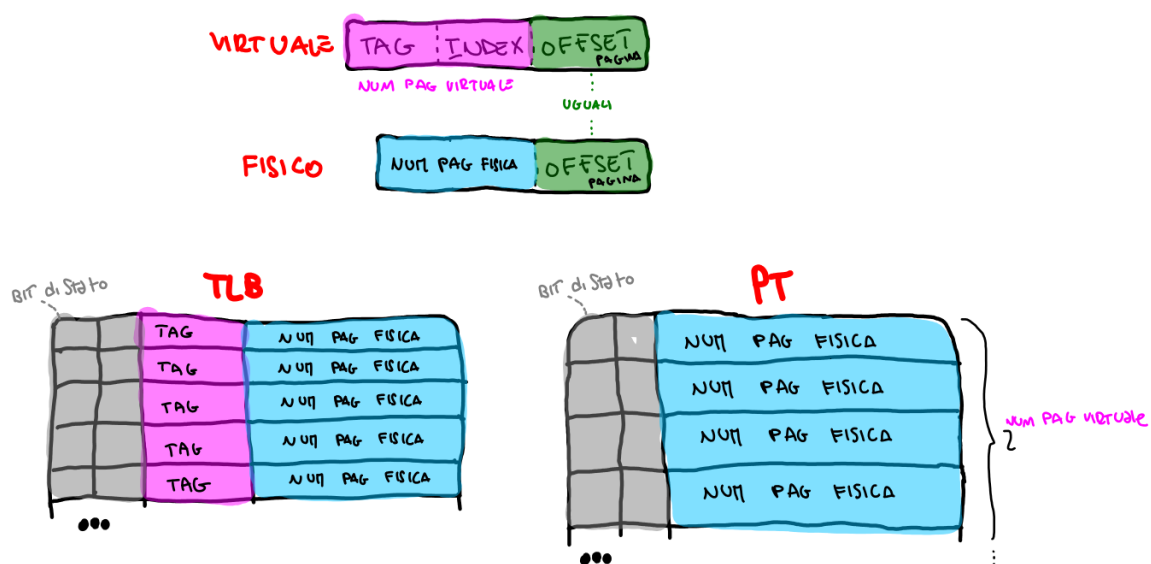 VIRTUALE TAG INDEX OFFSET PAGINA
NUM PAG VIRTUALE
UGUALI
FISICO NUM PAG FISICA OFFSET PAGINA
BIT di Stato TLB
TAG NUM PAG FISICA
TAG NUM PAG FISICA
TAG NUM PAG FISICA
TAG NUM PAG FISICA
TAG NUM PAG FISICA
•••
BIT di Stato PT
NUM PAG FISICA
NUM PAG FISICA
NUM PAG FISICA
NUM PAG FISICA
•••
2 NUM PAG VIRTUALE